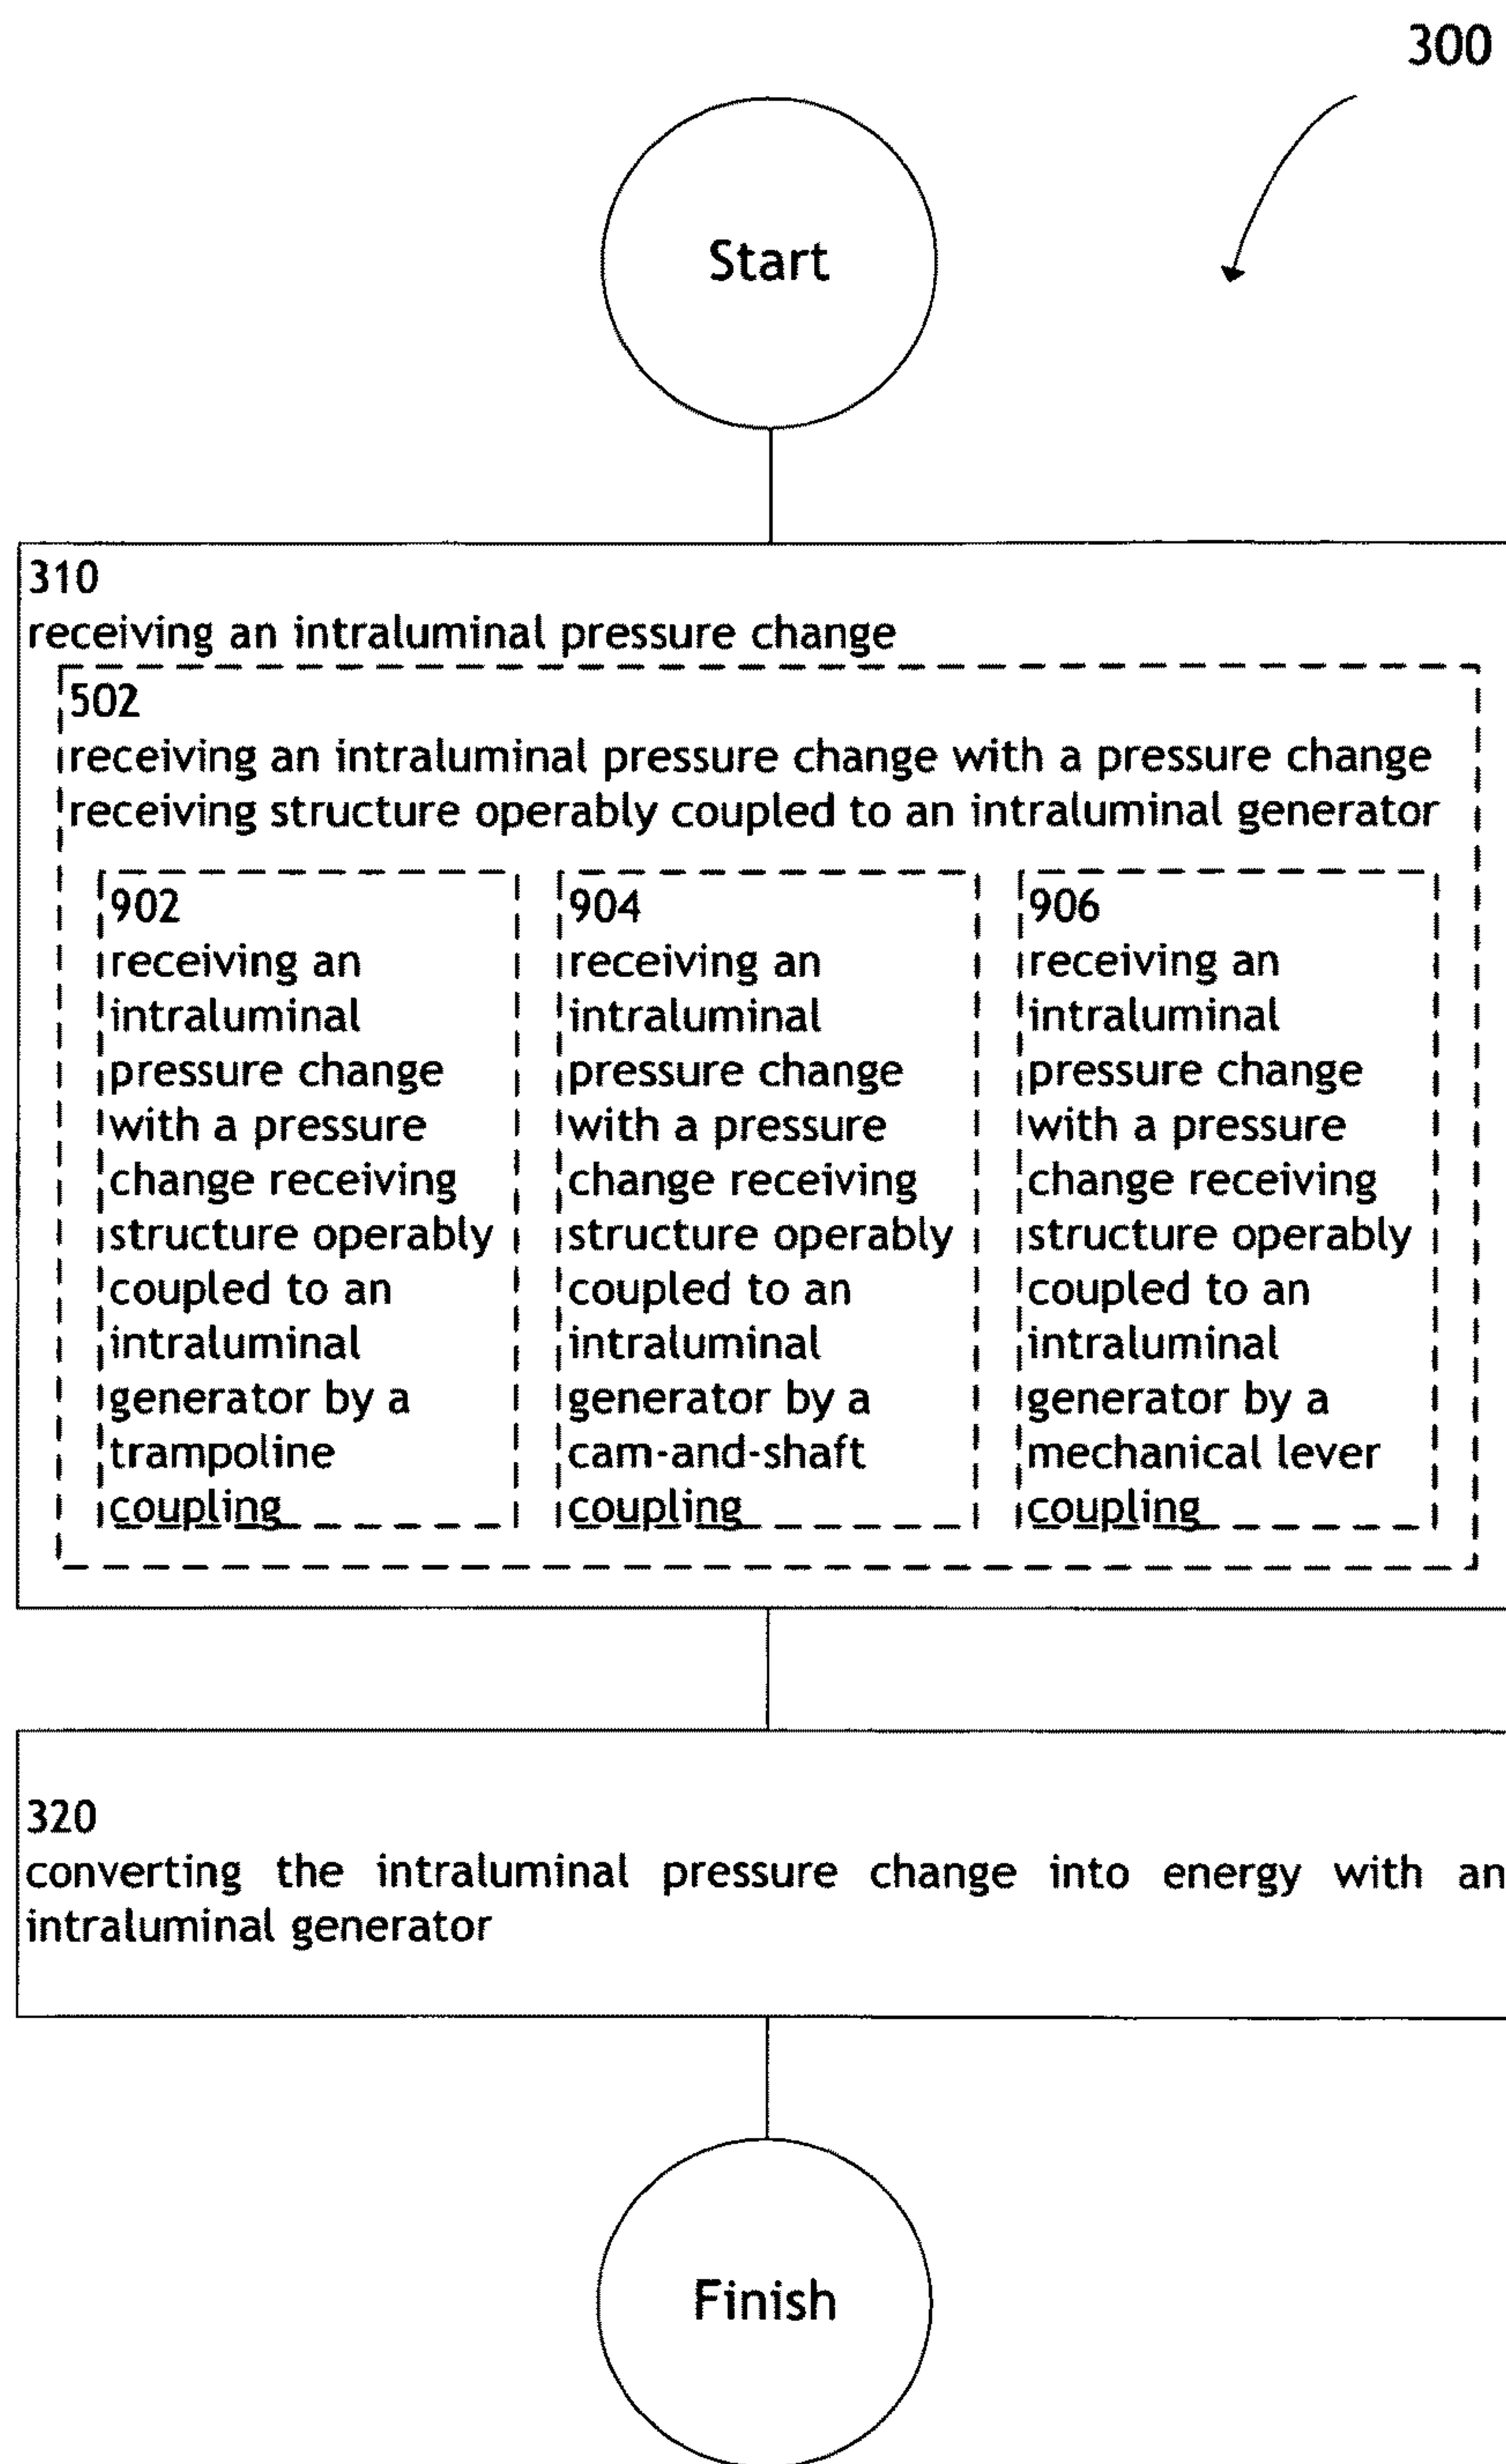 300
Start
310
receiving an intraluminal pressure change
502
receiving an intraluminal pressure change with a pressure change
receiving structure operably coupled to an intraluminal generator
902
receiving an
intraluminal
pressure change
with a pressure
change receiving
structure operably
coupled to an
intraluminal
generator by a
trampoline
coupling
904
receiving an
intraluminal
pressure change
with a pressure
change receiving
structure operably
coupled to an
intraluminal
generator by a
cam-and-shaft
coupling
906
receiving an
intraluminal
pressure change
with a pressure
change receiving
structure operably
coupled to an
intraluminal
generator by a
mechanical lever
coupling
320
converting the intraluminal pressure change into energy with an
intraluminal generator
Finish